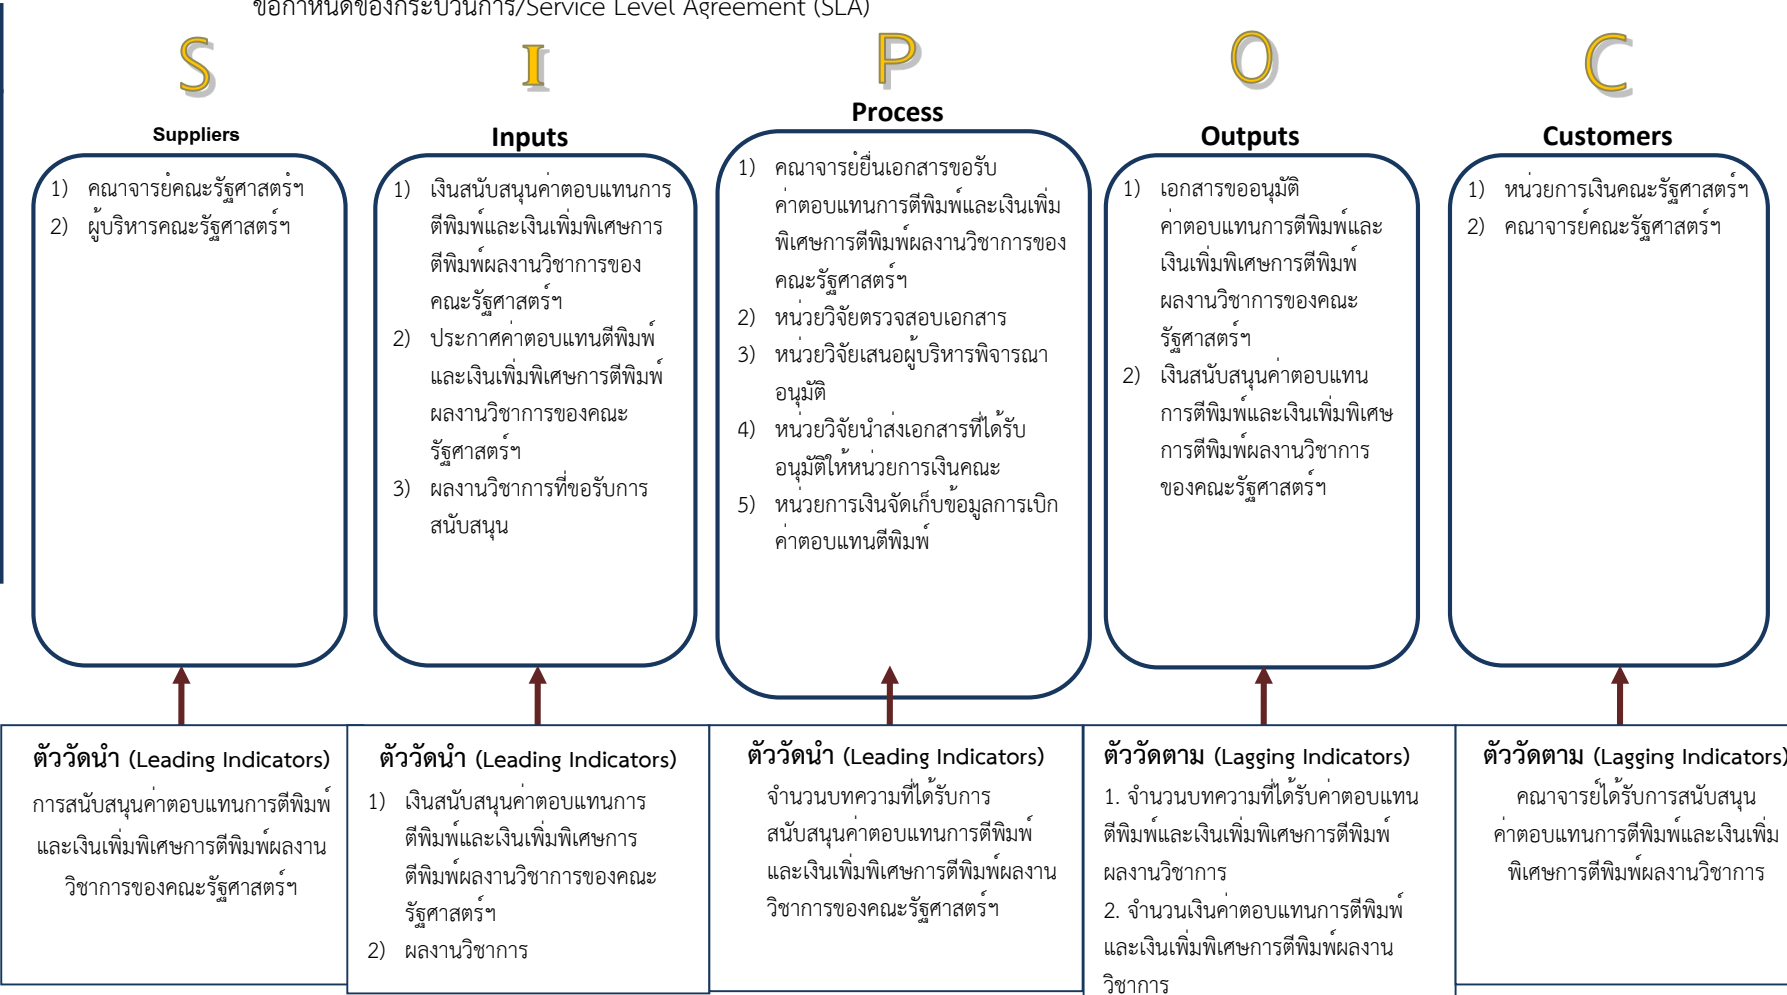 ข้อกำหนดของกระบวนการ/Service Level Agreement (SLA)
S
I
P
O
C
Suppliers
1) คณาจารย์คณะรัฐศาสตร์ฯ
2) ผู้บริหารคณะรัฐศาสตร์ฯ
Inputs
1) เงินสนับสนุนค่าตอบแทนการ
ตีพิมพ์และเงินเพิ่มพิเศษการ
ตีพิมพ์ผลงานวิชาการของ
คณะรัฐศาสตร์ฯ
2) ประกาศค่าตอบแทนตีพิมพ์
และเงินเพิ่มพิเศษการตีพิมพ์
ผลงานวิชาการของคณะ
รัฐศาสตร์ฯ
3) ผลงานวิชาการที่ขอรับการ
สนับสนุน
Process
1) คณาจารย์ยื่นเอกสารขอรับ
ค่าตอบแทนการตีพิมพ์และเงินเพิ่ม
พิเศษการตีพิมพ์ผลงานวิชาการของ
คณะรัฐศาสตร์ฯ
2) หน่วยวิจัยตรวจสอบเอกสาร
3) หน่วยวิจัยเสนอผู้บริหารพิจารณา
อนุมัติ
4) หน่วยวิจัยนำส่งเอกสารที่ได้รับ
อนุมัติให้หน่วยการเงินคณะ
5) หน่วยการเงินจัดเก็บข้อมูลการเบิก
ค่าตอบแทนตีพิมพ์
Outputs
1) เอกสารขออนุมัติ
ค่าตอบแทนการตีพิมพ์และ
เงินเพิ่มพิเศษการตีพิมพ์
ผลงานวิชาการของคณะ
รัฐศาสตร์ฯ
2) เงินสนับสนุนค่าตอบแทน
การตีพิมพ์และเงินเพิ่มพิเศษ
การตีพิมพ์ผลงานวิชาการ
ของคณะรัฐศาสตร์ฯ
Customers
1) หน่วยการเงินคณะรัฐศาสตร์ฯ
2) คณาจารย์คณะรัฐศาสตร์ฯ
ตัววัดนำ (Leading Indicators)
การสนับสนุนค่าตอบแทนการตีพิมพ์
และเงินเพิ่มพิเศษการตีพิมพ์ผลงาน
วิชาการของคณะรัฐศาสตร์ฯ
ตัววัดนำ (Leading Indicators)
1) เงินสนับสนุนค่าตอบแทนการ
ตีพิมพ์และเงินเพิ่มพิเศษการ
ตีพิมพ์ผลงานวิชาการของคณะ
รัฐศาสตร์ฯ
2) ผลงานวิชาการ
ตัววัดนำ (Leading Indicators)
จำนวนบทความที่ได้รับการ
สนับสนุนค่าตอบแทนการตีพิมพ์
และเงินเพิ่มพิเศษการตีพิมพ์ผลงาน
วิชาการของคณะรัฐศาสตร์ฯ
ตัววัดตาม (Lagging Indicators)
1. จำนวนบทความที่ได้รับค่าตอบแทน
ตีพิมพ์และเงินเพิ่มพิเศษการตีพิมพ์
ผลงานวิชาการ
2. จำนวนเงินค่าตอบแทนการตีพิมพ์
และเงินเพิ่มพิเศษการตีพิมพ์ผลงาน
วิชาการ
ตัววัดตาม (Lagging Indicators)
คณาจารย์ได้รับการสนับสนุน
ค่าตอบแทนการตีพิมพ์และเงินเพิ่ม
พิเศษการตีพิมพ์ผลงานวิชาการ